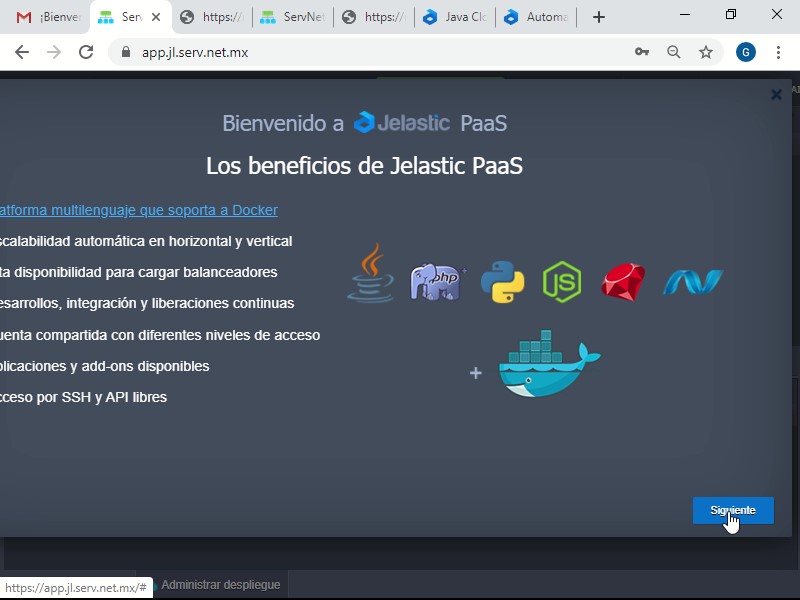 ¡Bienve
Serv
https://
ServNet
https://
Java Clo
Automa
app.jl.serv.net.mx
G
Bienvenido a Jelastic PaaS
Los beneficios de Jelastic PaaS
ataforma multilenguaje que soporta a Docker
scalabilidad automática en horizontal y vertical
ta disponibilidad para cargar balanceadores
esarrollos, integración y liberaciones continuas
uenta compartida con diferentes niveles de acceso
plicaciones y add-ons disponibles
cceso por SSH y API libres
php
JS
+
Siguiente
https://app.jl.serv.net.mx/#
Administrar despliegue